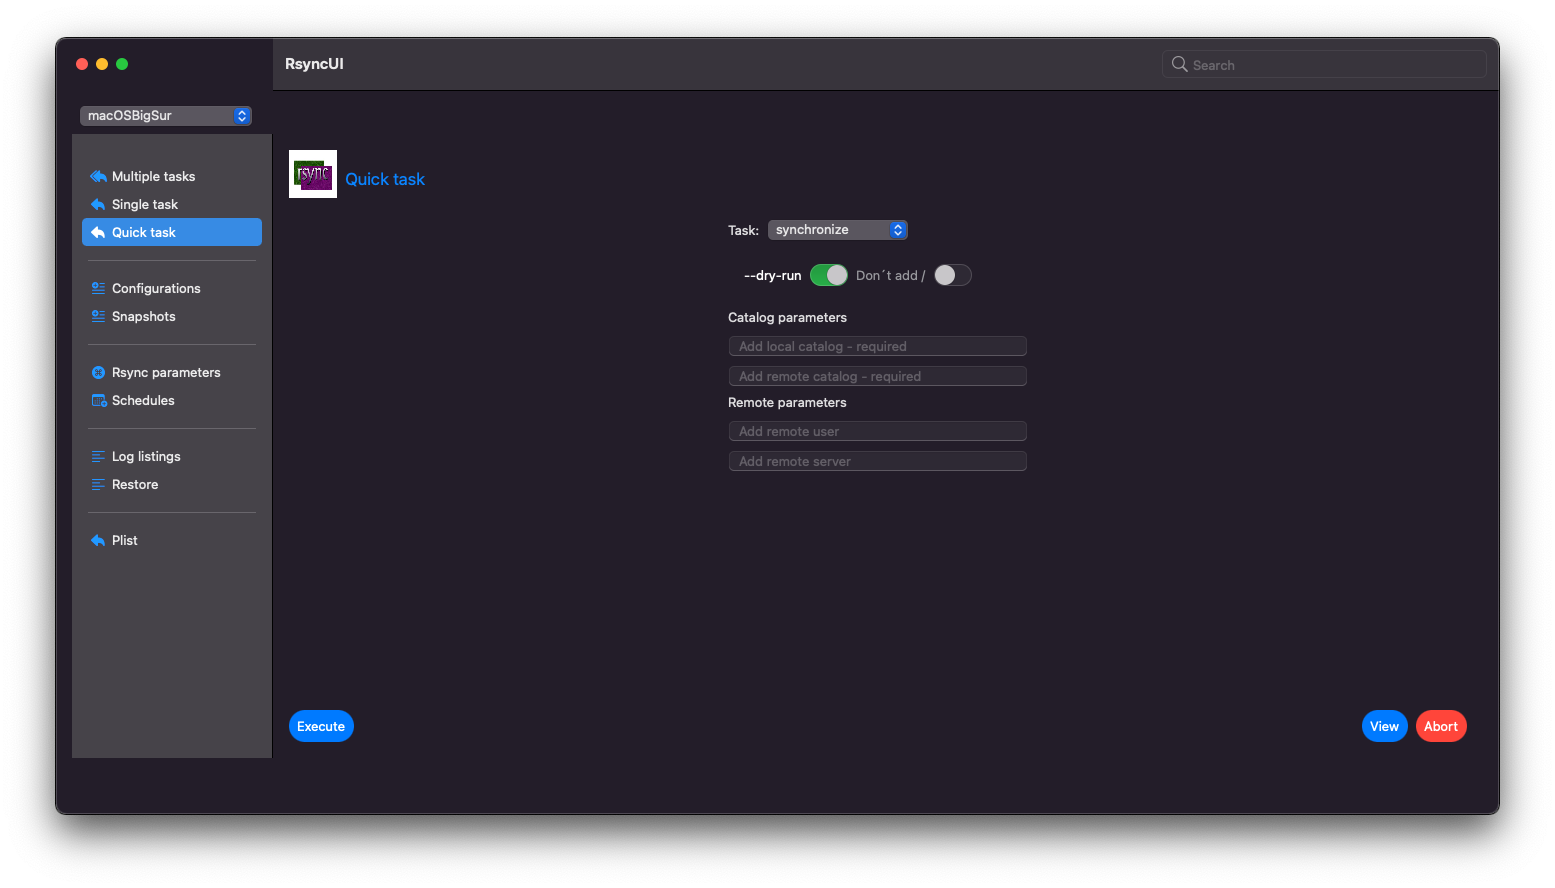 RsyncUI
Search
macOSBigSur
Multiple tasks
Single task
Quick task
Configurations
Snapshots
Rsync parameters
Schedules
Log listings
Restore
Plist
rsync
Quick task
Task: synchronize
--dry-run Don´t add /
Catalog parameters
Add local catalog - required
Add remote catalog - required
Remote parameters
Add remote user
Add remote server
Execute
View Abort